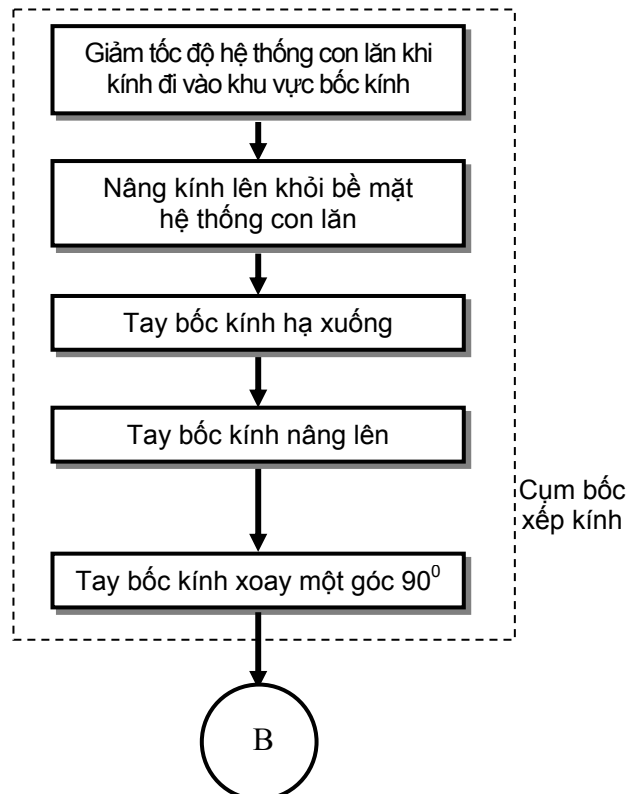 Giảm tốc độ hệ thống con lăn khi
kính đi vào khu vực bốc kính
Nâng kính lên khỏi bề mặt
hệ thống con lăn
Tay bốc kính hạ xuống
Tay bốc kính nâng lên
Cụm bốc
xếp kính
Tay bốc kính xoay một góc 90⁰
B